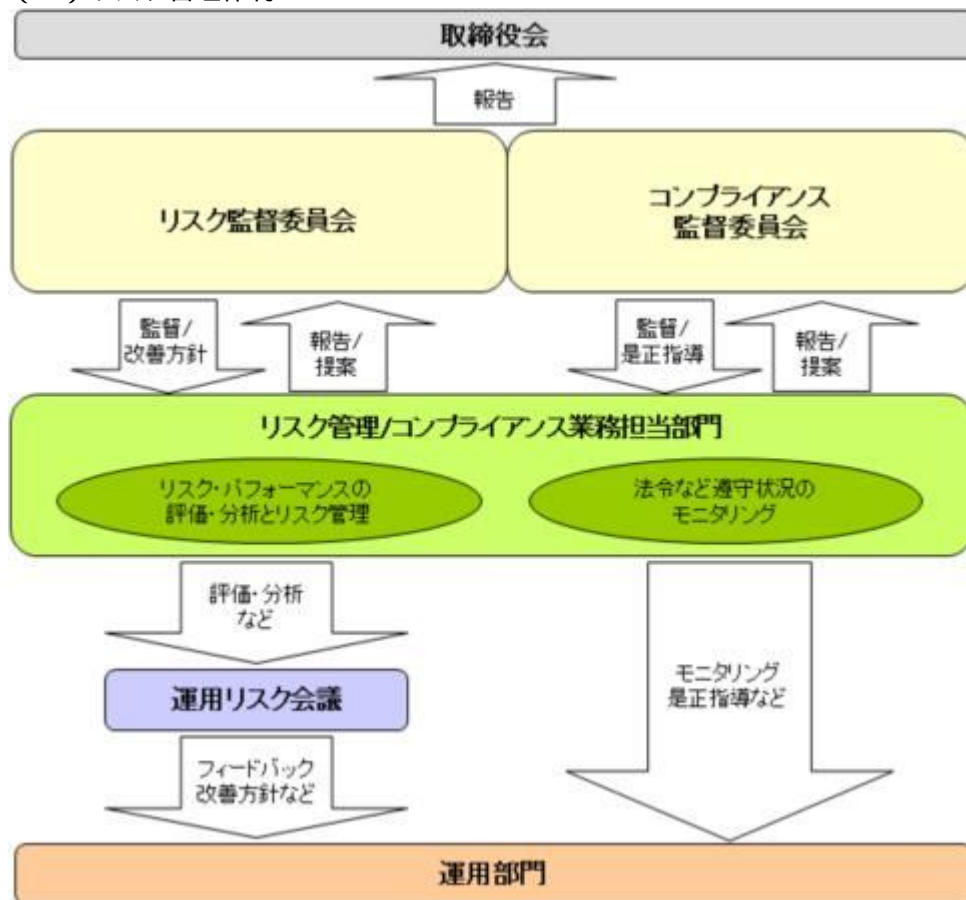 取締役会
報告
リスク監督委員会
コンプライアンス
監督委員会
監督/
改善方針
報告/
提案
監督/
是正指導
報告/
提案
リスク管理/コンプライアンス業務担当部門
リスク・パフォーマンスの
評価・分析とリスク管理
法令など遵守状況の
モニタリング
評価・分析
など
運用リスク会議
モニタリング
是正指導など
フィードバック
改善方針など
運用部門